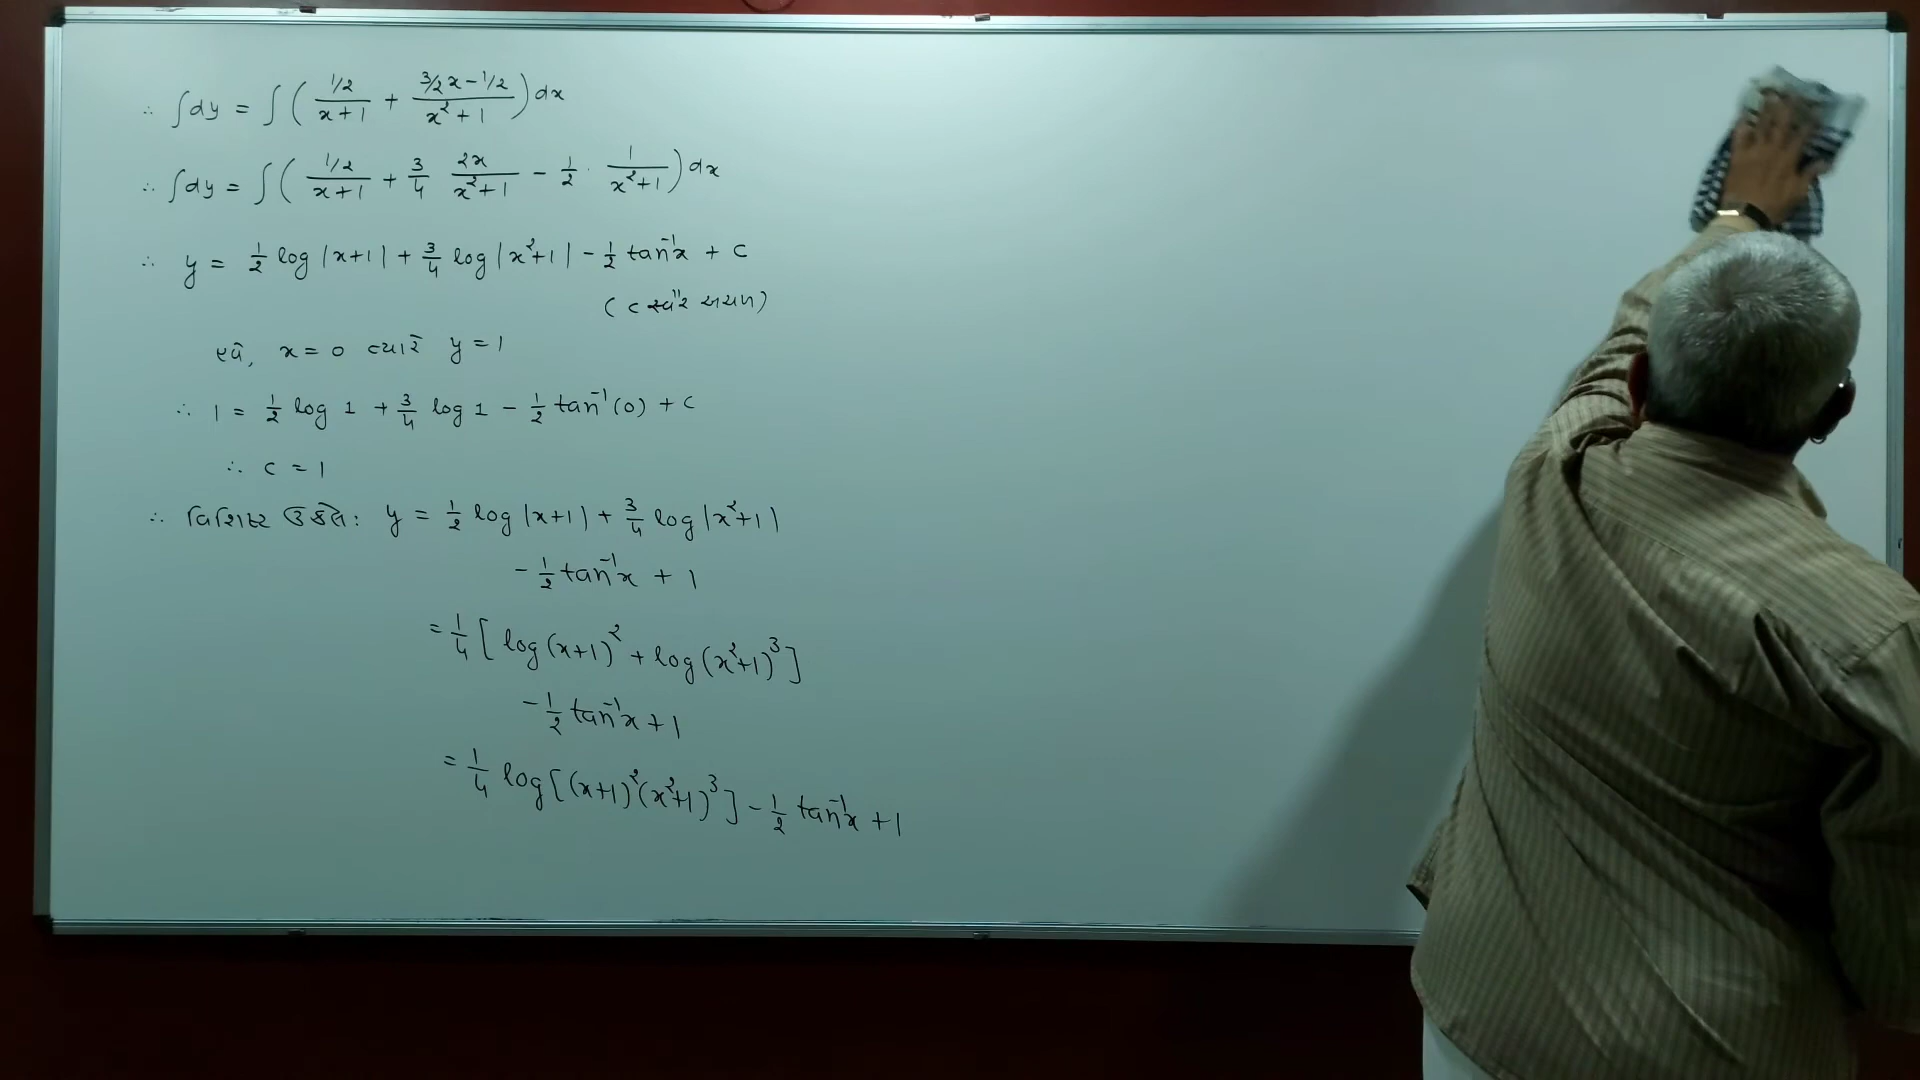 ∴ ∫dy = ∫( (1/2)/(x+1) + (3/2x - 1/2)/(x²+1) ) dx
∴ ∫dy = ∫( (1/2)/(x+1) + 3/4 2x/(x²+1) - 1/2 · 1/(x²+1) ) dx
∴ y = 1/2 log|x+1| + 3/4 log|x²+1| - 1/2 tan⁻¹x + c
(c સ્વૈર અચળ)
હવે, x = 0 ત્યારે y = 1
∴ 1 = 1/2 log 1 + 3/4 log 1 - 1/2 tan⁻¹(0) + c
∴ c = 1
∴ વિશિષ્ટ ઉકેલ: y = 1/2 log|x+1| + 3/4 log|x²+1|
- 1/2 tan⁻¹x + 1
= 1/4 [ log(x+1)² + log(x²+1)³ ]
- 1/2 tan⁻¹x + 1
= 1/4 log[(x+1)²(x²+1)³] - 1/2 tan⁻¹x + 1